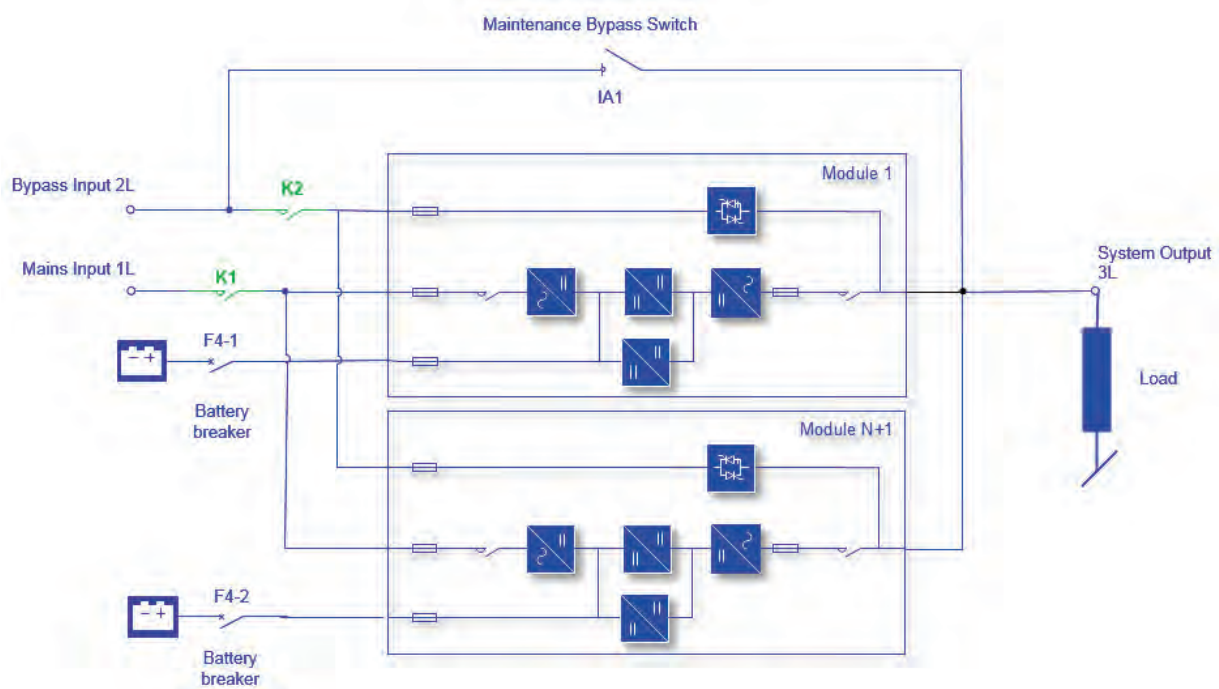 Maintenance Bypass Switch
IA1
Module 1
Bypass Input 2L
K2
Mains Input 1L
K1
System Output
3L
F4-1
Battery
breaker
Load
Module N+1
F4-2
Battery
breaker